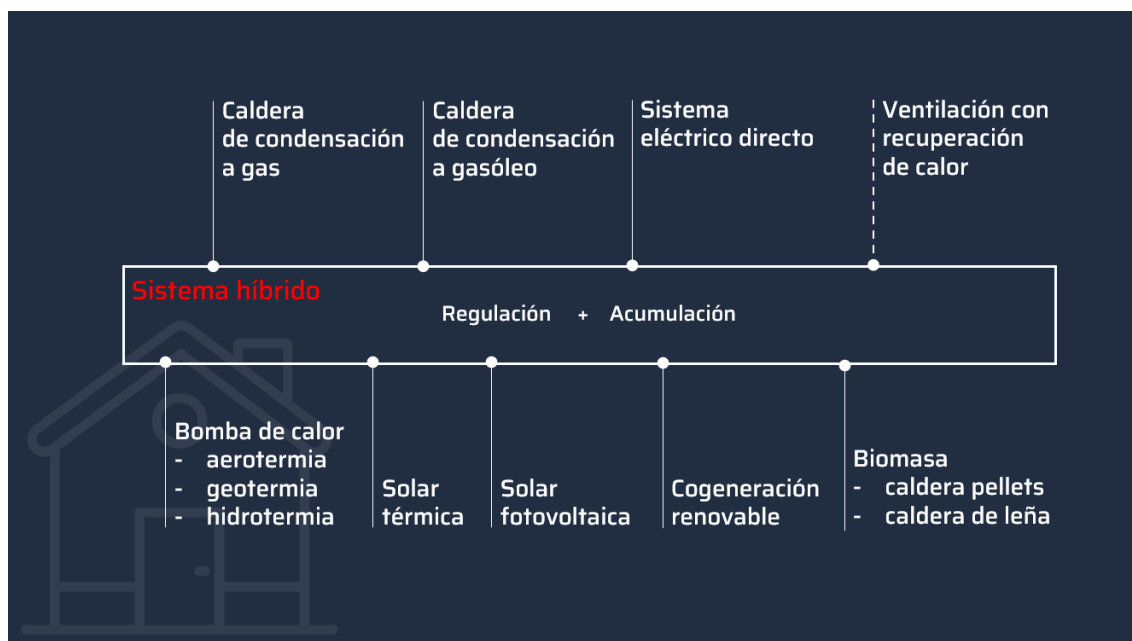 Caldera
de condensación
a gas
Caldera
de condensación
a gasóleo
Sistema
eléctrico directo
Ventilación con
recuperación
de calor
Sistema híbrido
Regulación + Acumulación
Bomba de calor
- aerotermia
- geotermia
- hidrotermia
Solar
térmica
Solar
fotovoltaica
Cogeneración
renovable
Biomasa
- caldera pellets
- caldera de leña